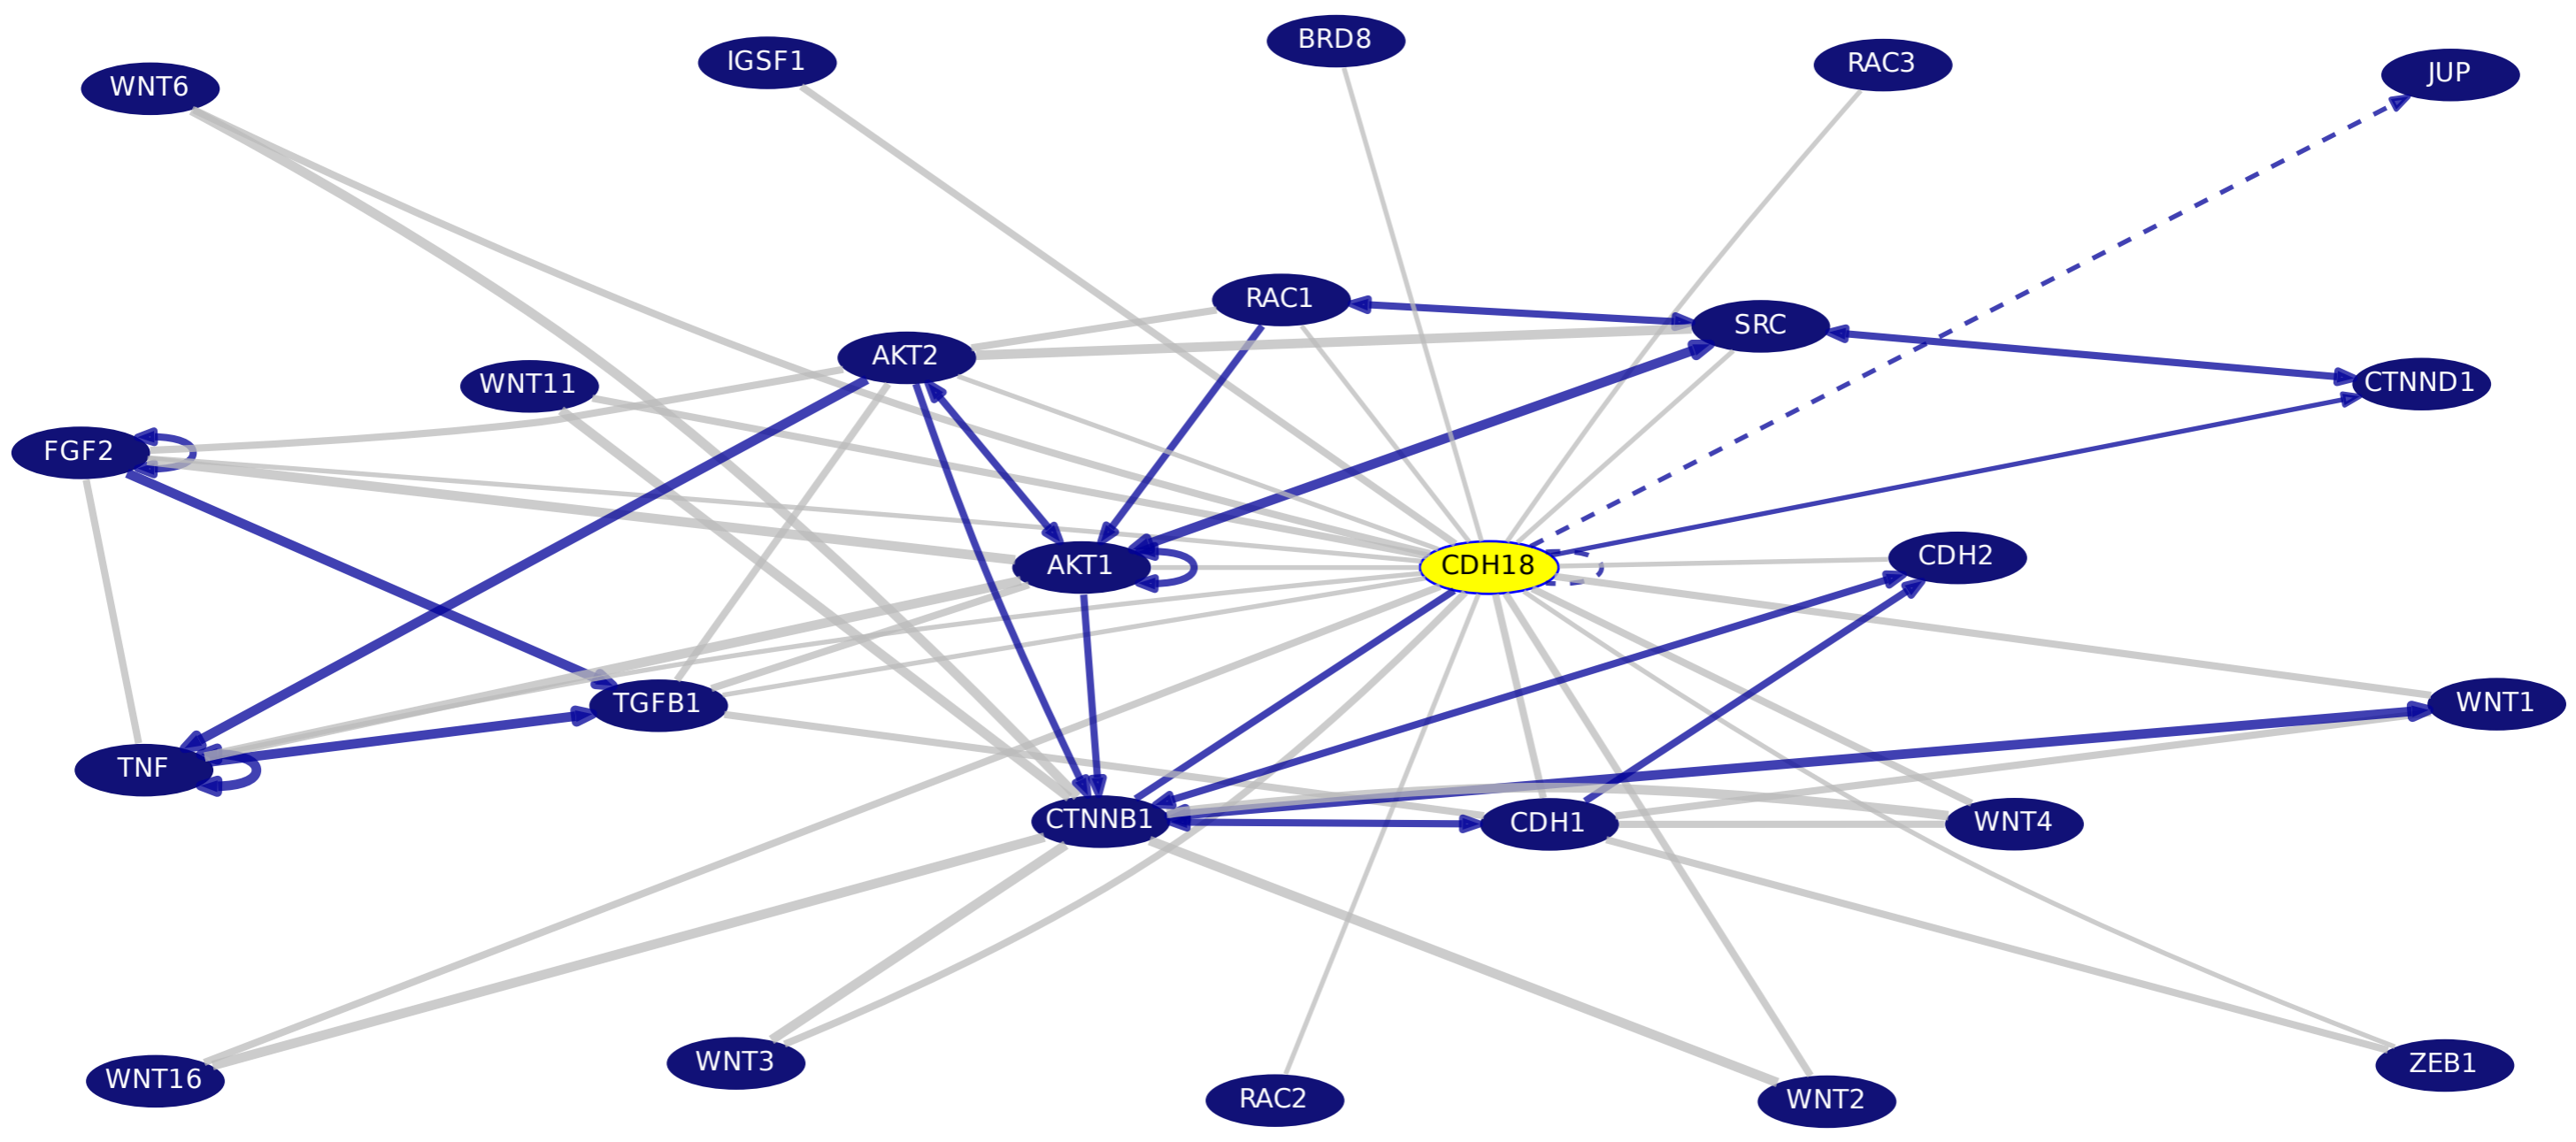 BRD8
IGSF1
RAC3
JUP
WNT6
RAC1
SRC
AKT2
CTNND1
WNT11
FGF2
CDH2
AKT1
CDH18
TGFB1
WNT1
TNF
CTNNB1
CDH1
WNT4
WNT3
ZEB1
WNT16
RAC2
WNT2